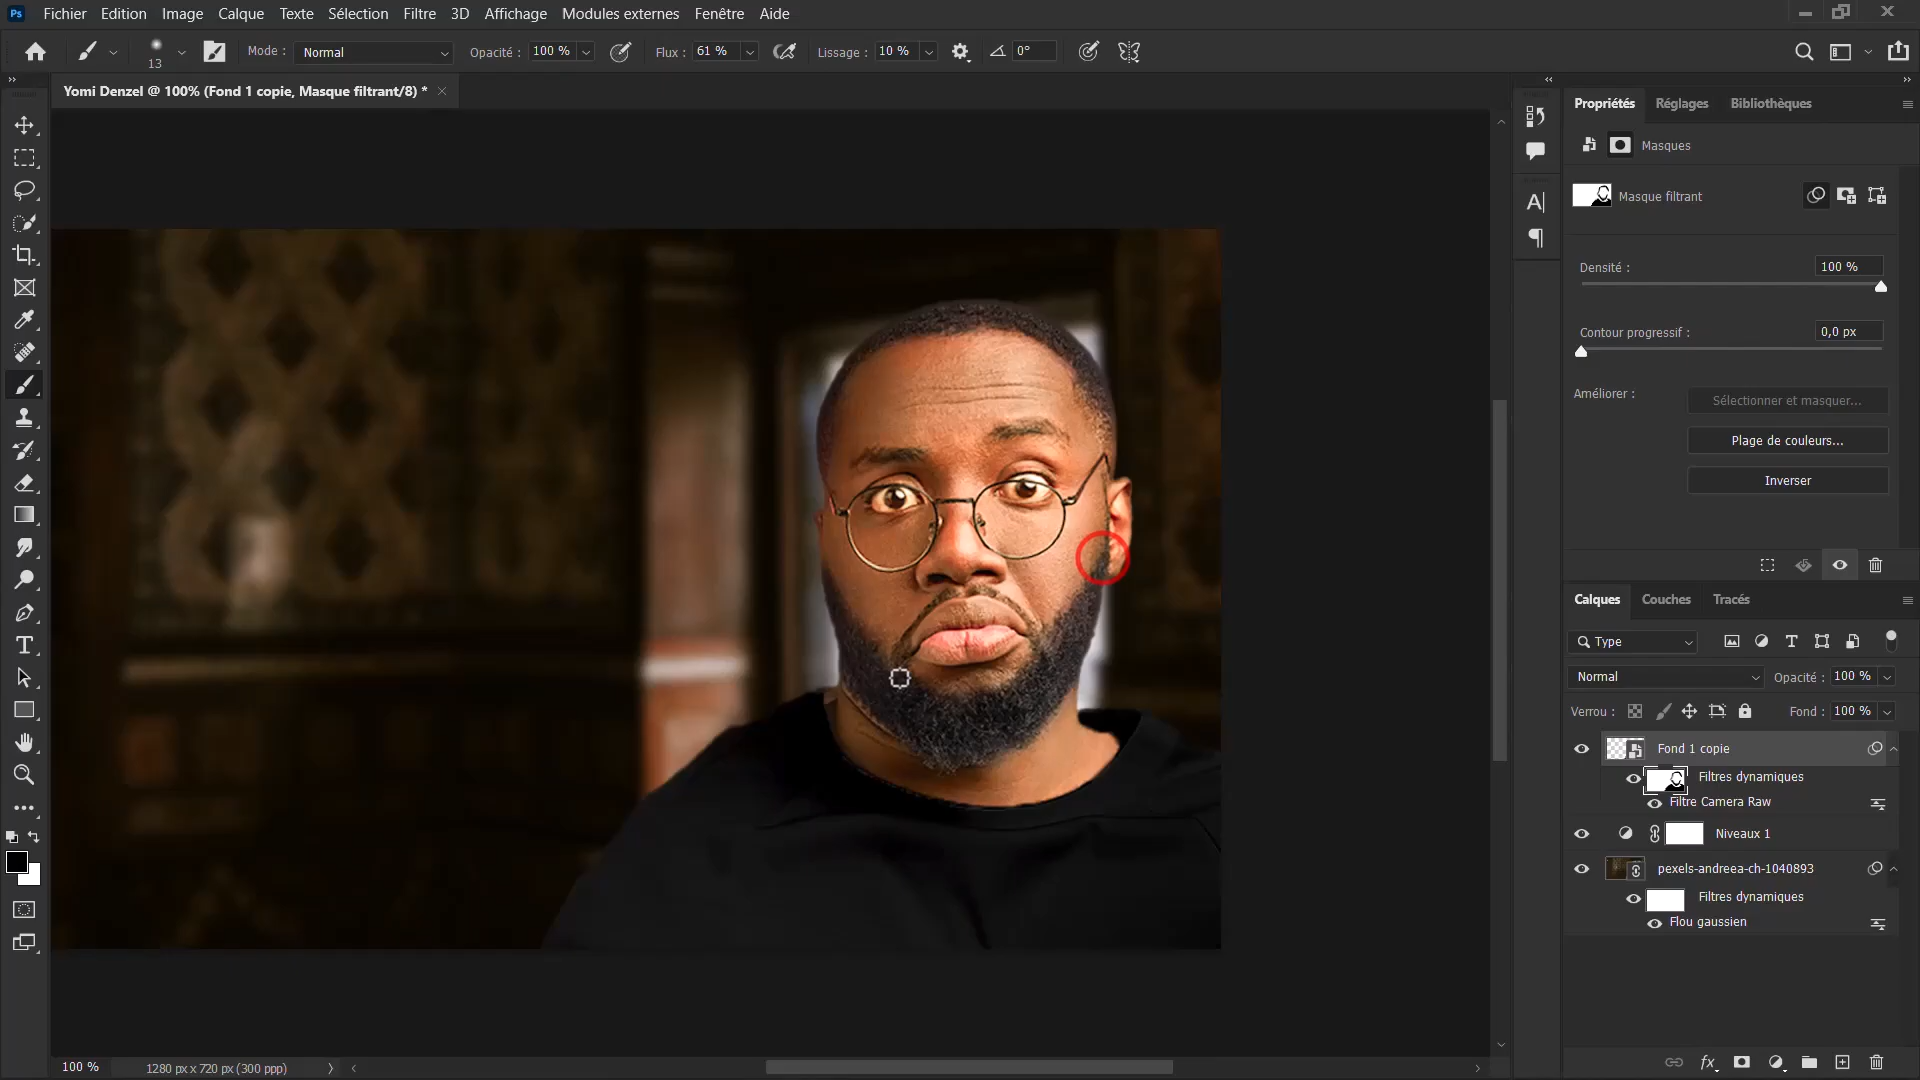 Ps Fichier Edition Image Calque Texte Sélection Filtre 3D Affichage Modules externes Fenêtre Aide
13 Mode : Normal Opacité : 100 % Flux : 61 % Lissage : 10 % 0°
Yomi Denzel @ 100% (Fond 1 copie, Masque filtrant/8) *
Propriétés Réglages Bibliothèques
Masques
Masque filtrant
Densité : 100 %
Contour progressif : 0,0 px
Améliorer : Sélectionner et masquer...
Plage de couleurs...
Inverser
Calques Couches Tracés
Type
Normal Opacité : 100 %
Verrou : Fond : 100 %
Fond 1 copie
Filtres dynamiques
Filtre Camera Raw
Niveaux 1
pexels-andreea-ch-1040893
Filtres dynamiques
Flou gaussien
100 % 1280 px x 720 px (300 ppp)